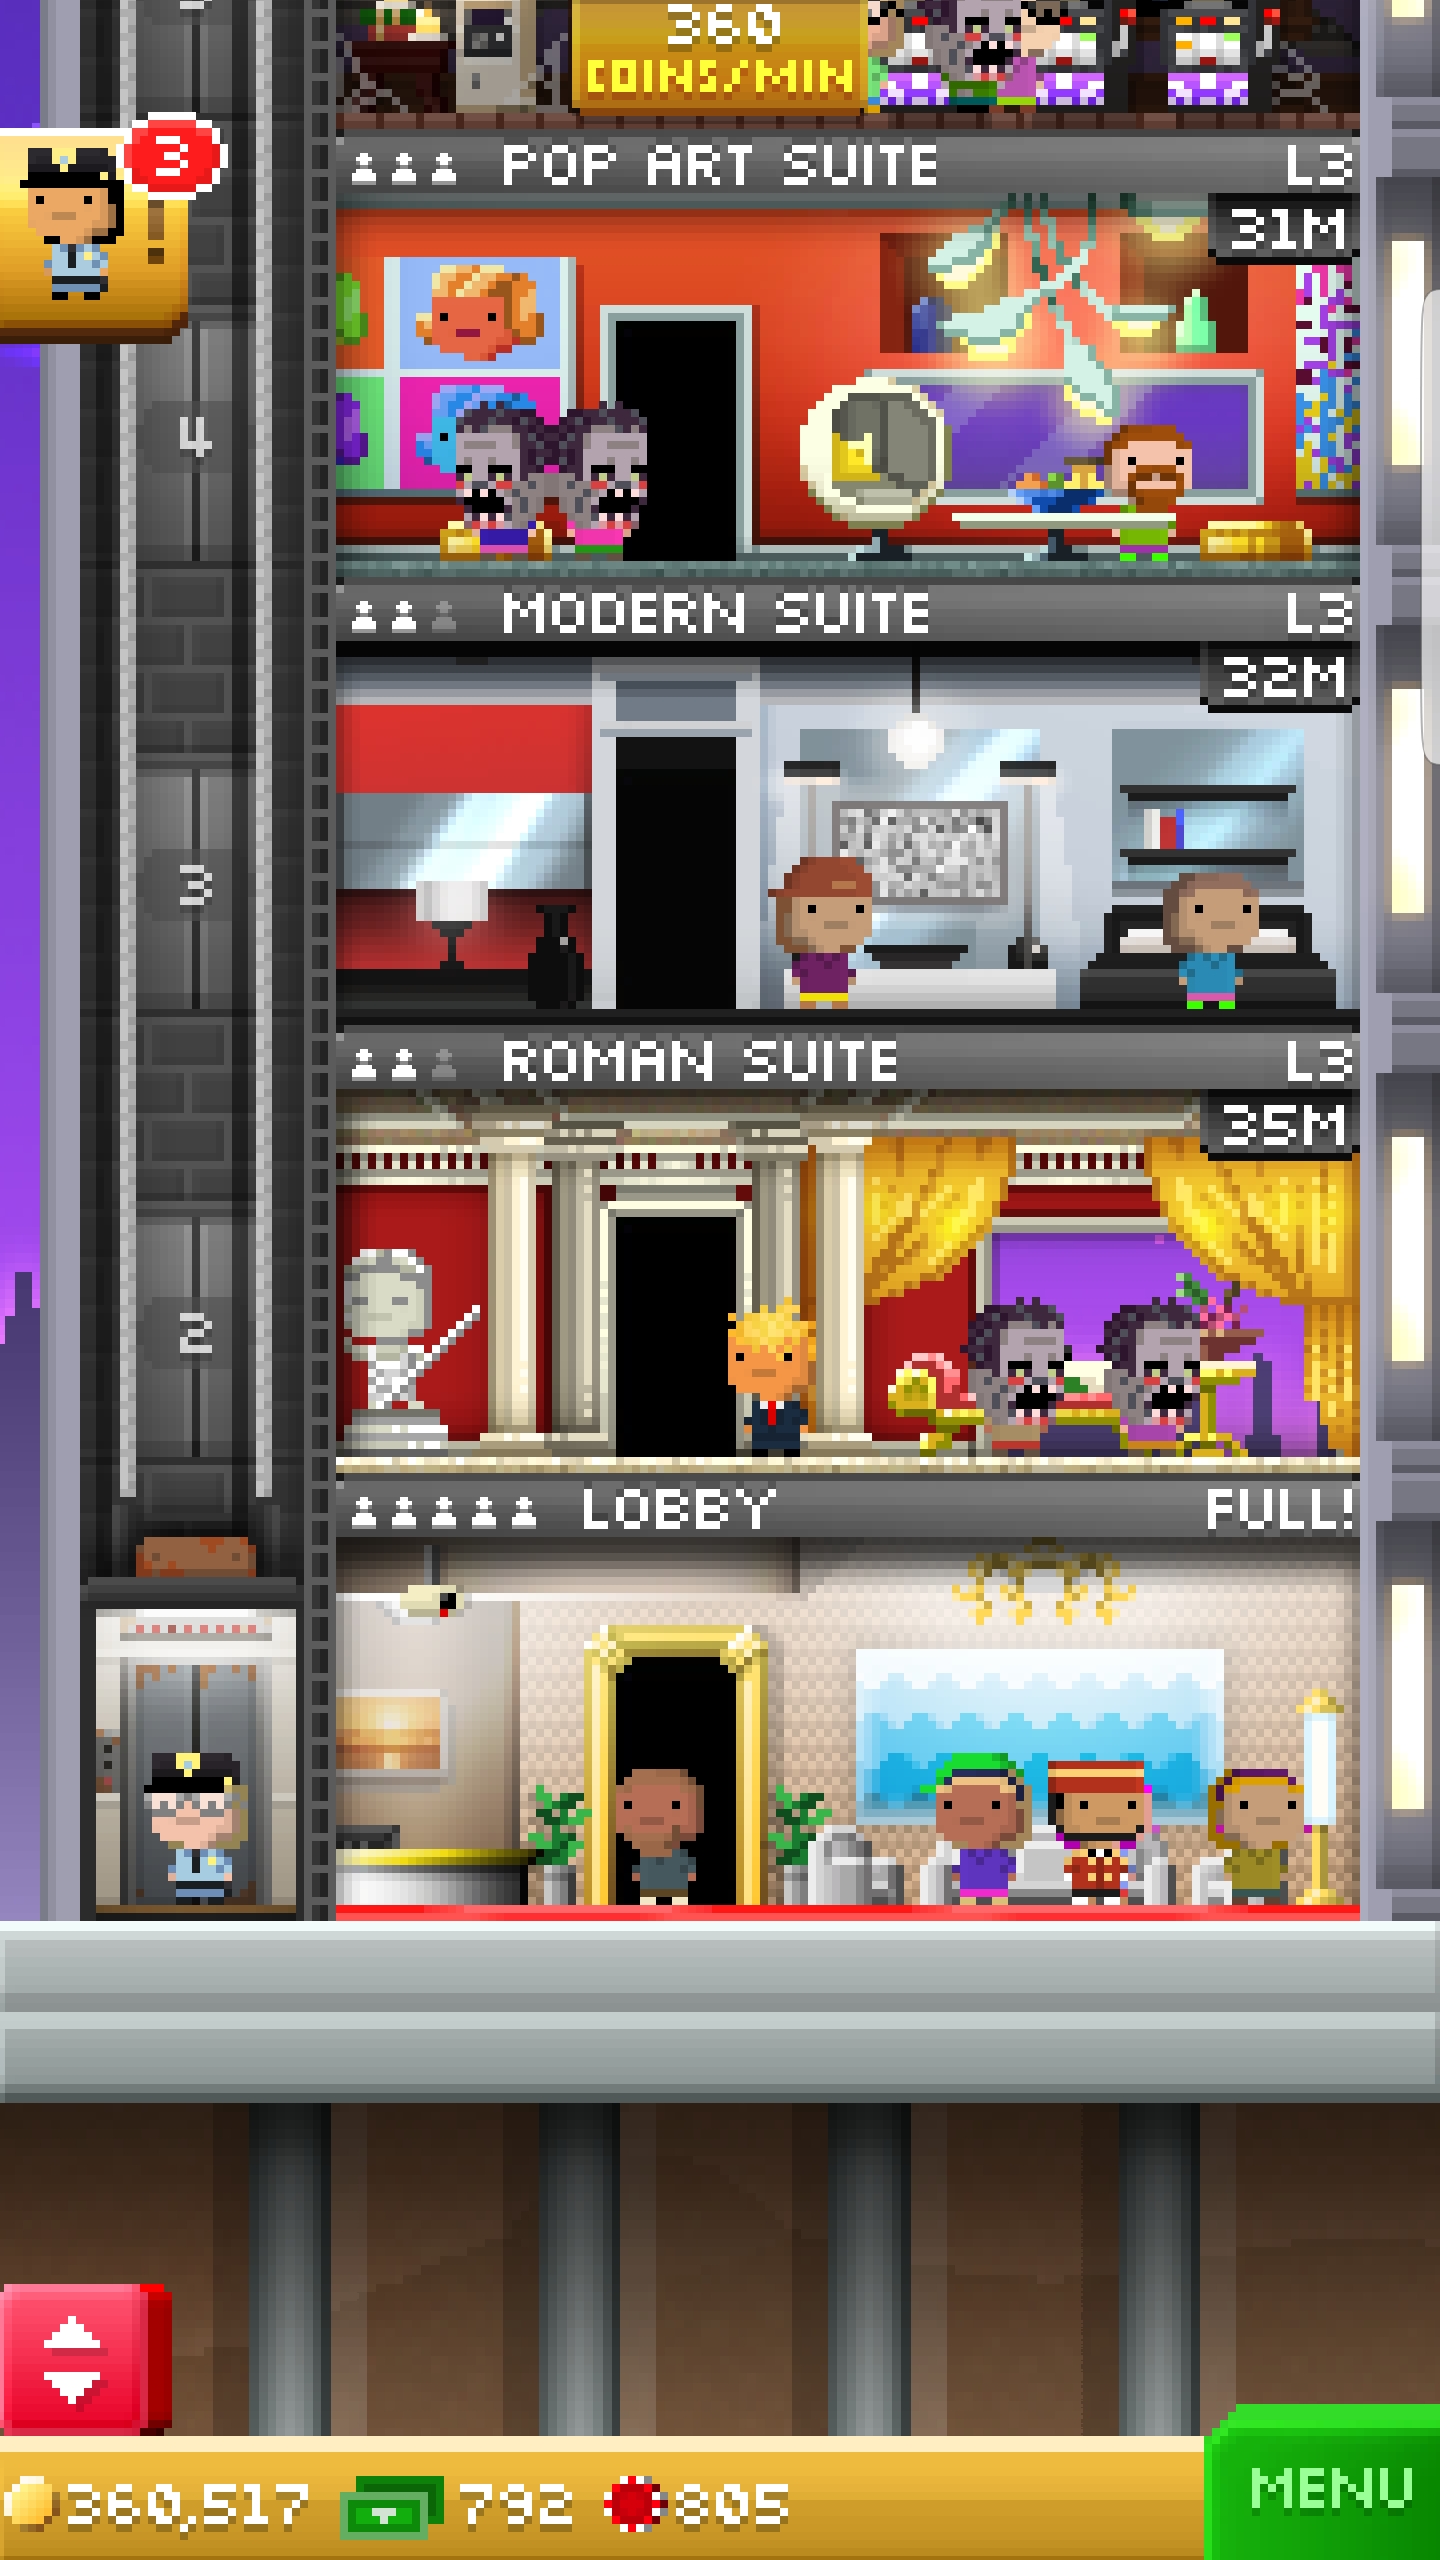 360
COINS/MIN
3
!
POP ART SUITE L3
31M
4
MODERN SUITE L3
32M
3
ROMAN SUITE L3
35M
2
LOBBY FULL!
360,517 792 805
MENU